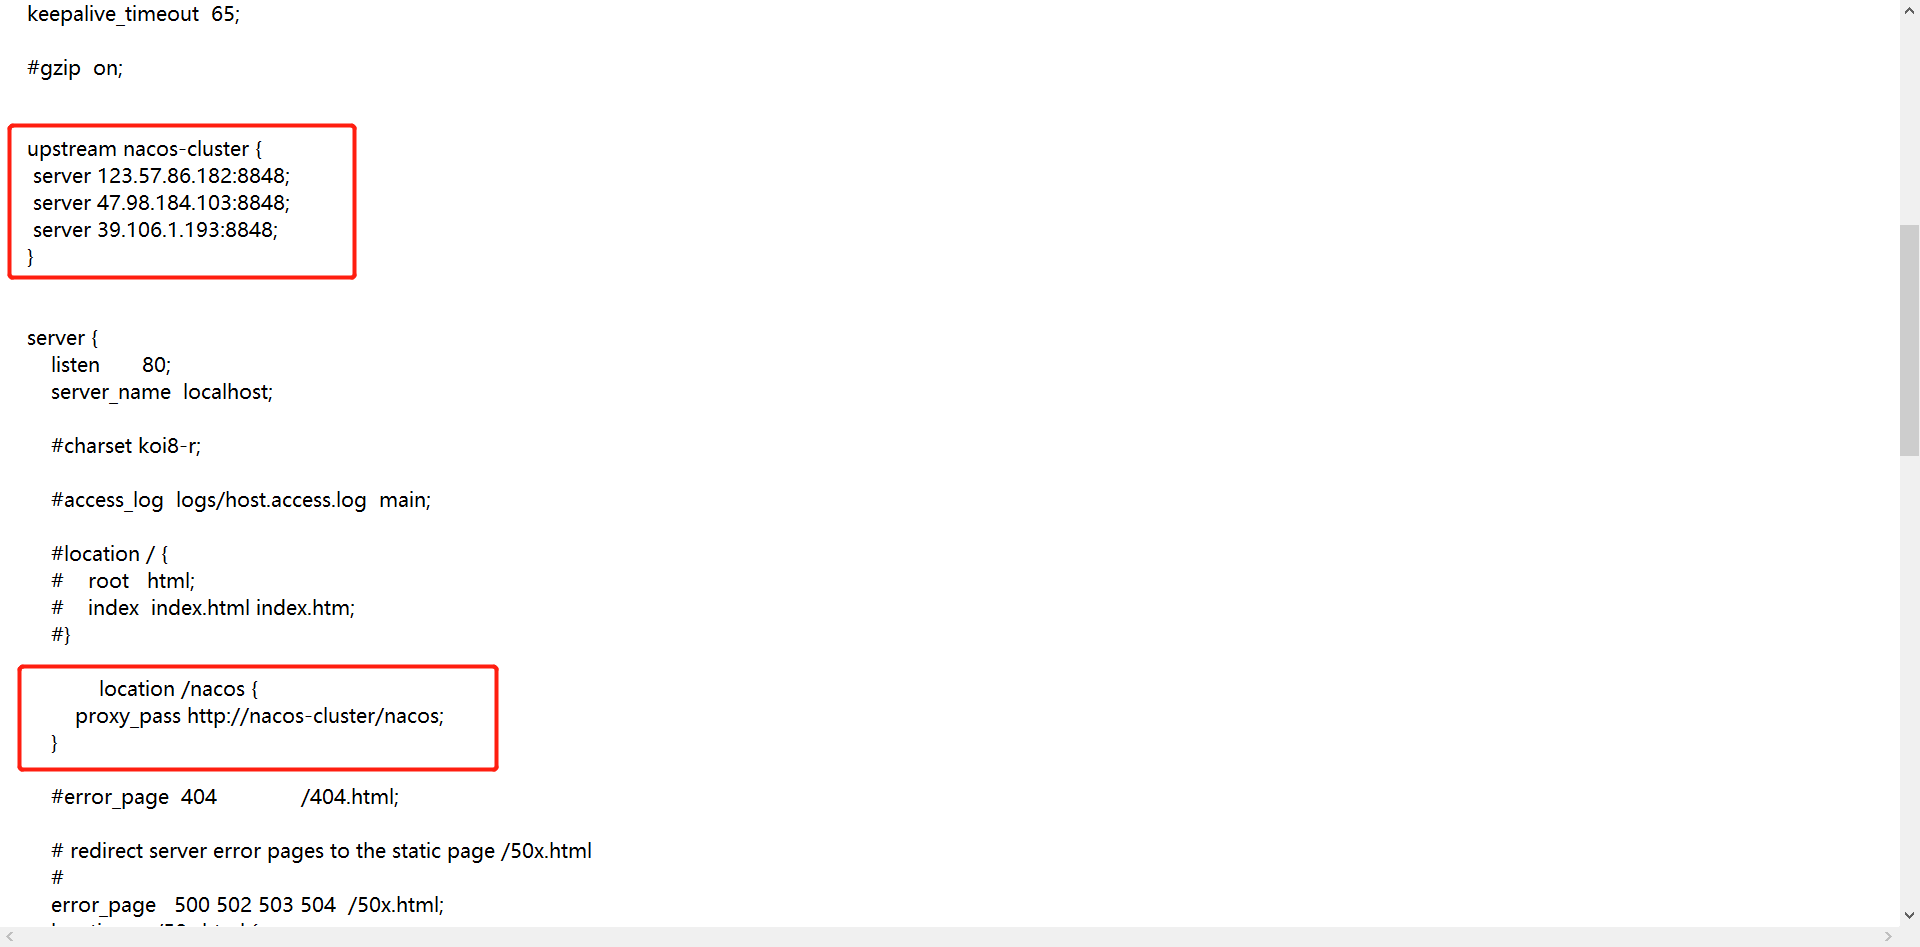 keepalive_timeout  65;
#gzip  on;
upstream nacos-cluster {
server 123.57.86.182:8848;
server 47.98.184.103:8848;
server 39.106.1.193:8848;
}
server {
listen       80;
server_name  localhost;
#charset koi8-r;
#access_log  logs/host.access.log  main;
#location / {
#    root   html;
#    index  index.html index.htm;
#}
location /nacos {
proxy_pass http://nacos-cluster/nacos;
}
#error_page  404              /404.html;
# redirect server error pages to the static page /50x.html
#
error_page   500 502 503 504  /50x.html;